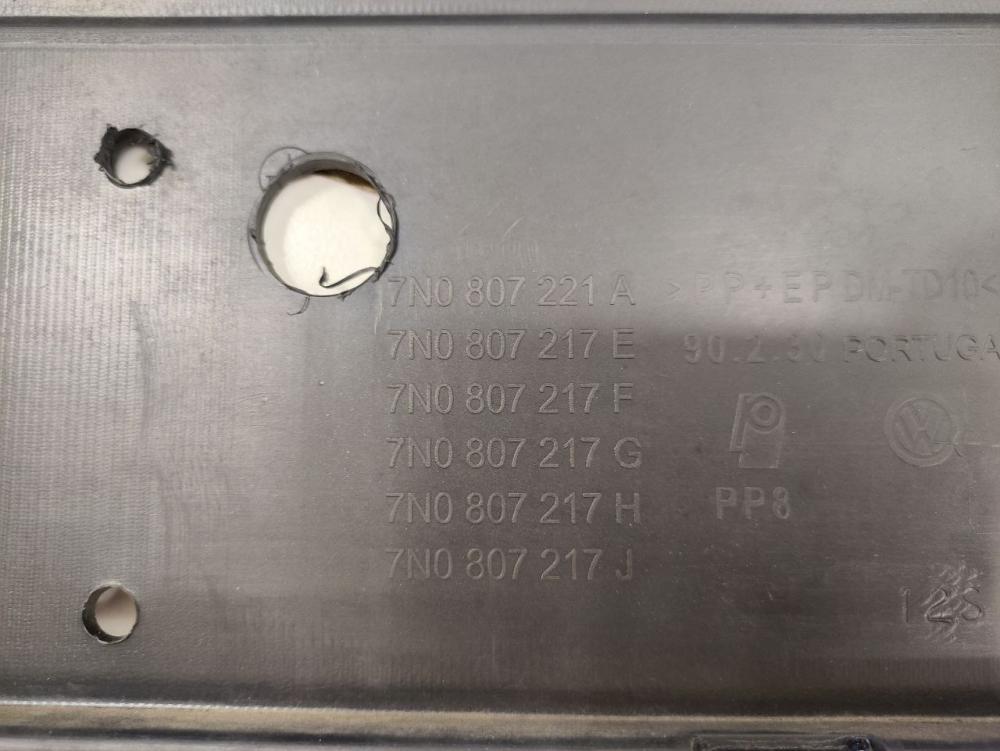 7N0 807 221 A >PP+EPDM-TD10<
7N0 807 217 E 90.2.30 PORTUGA
7N0 807 217 F
7N0 807 217 G
7N0 807 217 H PP8
7N0 807 217 J